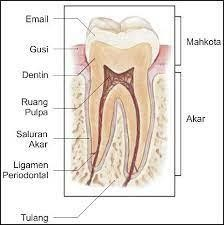 Email
Gusi
Dentin
Ruang
Pulpa
Saluran
Akar
Ligamen
Periodontal
Tulang
Mahkota
Akar